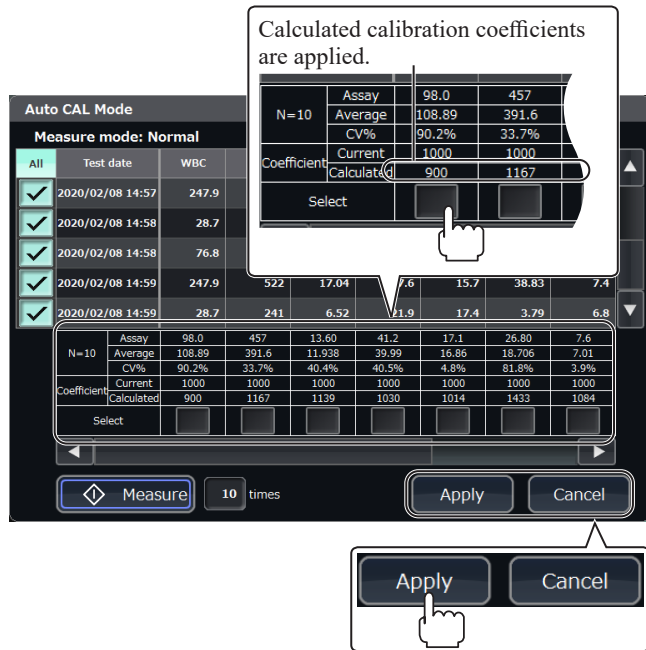 Calculated calibration coefficients
are applied.
N=10 Assay 98.0 457
Average 108.89 391.6
CV% 90.2% 33.7%
Coefficient Current 1000 1000
Calculated 900 1167
Select
Auto CAL Mode
Measure mode: Normal
All Test date WBC
2020/02/08 14:57 247.9
2020/02/08 14:58 28.7
2020/02/08 14:58 76.8
2020/02/08 14:59 247.9 522 17.04 7.6 15.7 38.83 7.4
2020/02/08 14:59 28.7 241 6.52 21.9 17.4 3.79 6.8
N=10 Assay 98.0 457 13.60 41.2 17.1 26.80 7.6
Average 108.89 391.6 11.938 39.99 16.86 18.706 7.01
CV% 90.2% 33.7% 40.4% 40.5% 4.8% 81.8% 3.9%
Coefficient Current 1000 1000 1000 1000 1000 1000 1000
Calculated 900 1167 1139 1030 1014 1433 1084
Select
Measure 10 times Apply Cancel
Apply Cancel